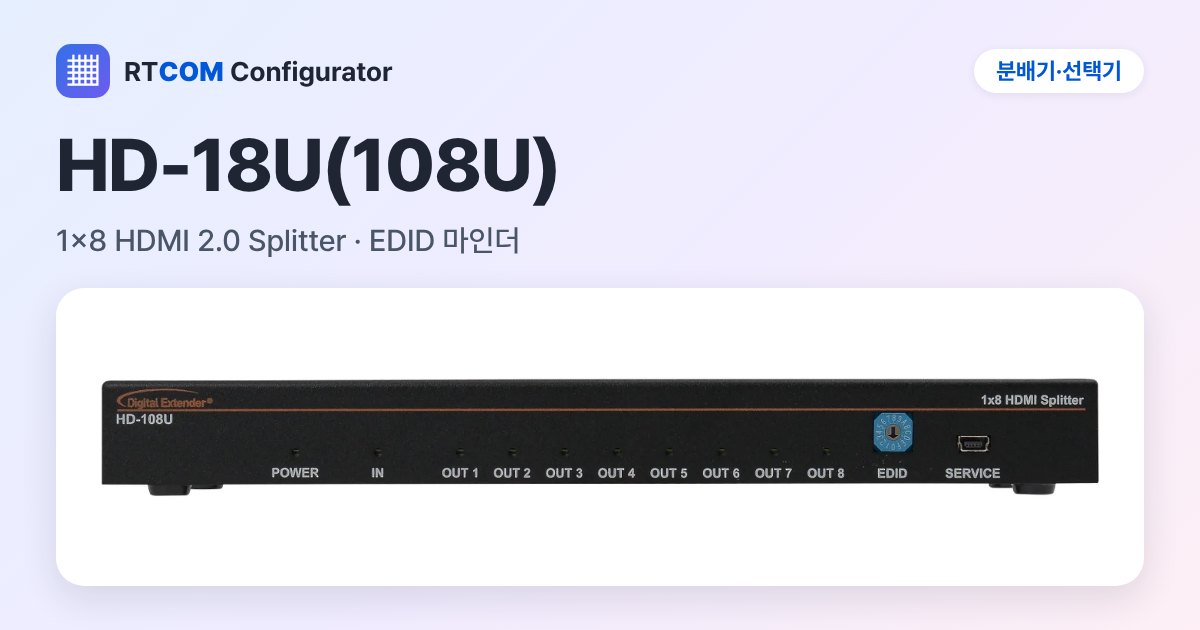 RTCOM Configurator
분배기·선택기
HD-18U(108U)
1×8 HDMI 2.0 Splitter · EDID 마인더
Digital Extender®
1x8 HDMI Splitter
HD-108U
POWER IN OUT 1 OUT 2 OUT 3 OUT 4 OUT 5 OUT 6 OUT 7 OUT 8 EDID SERVICE